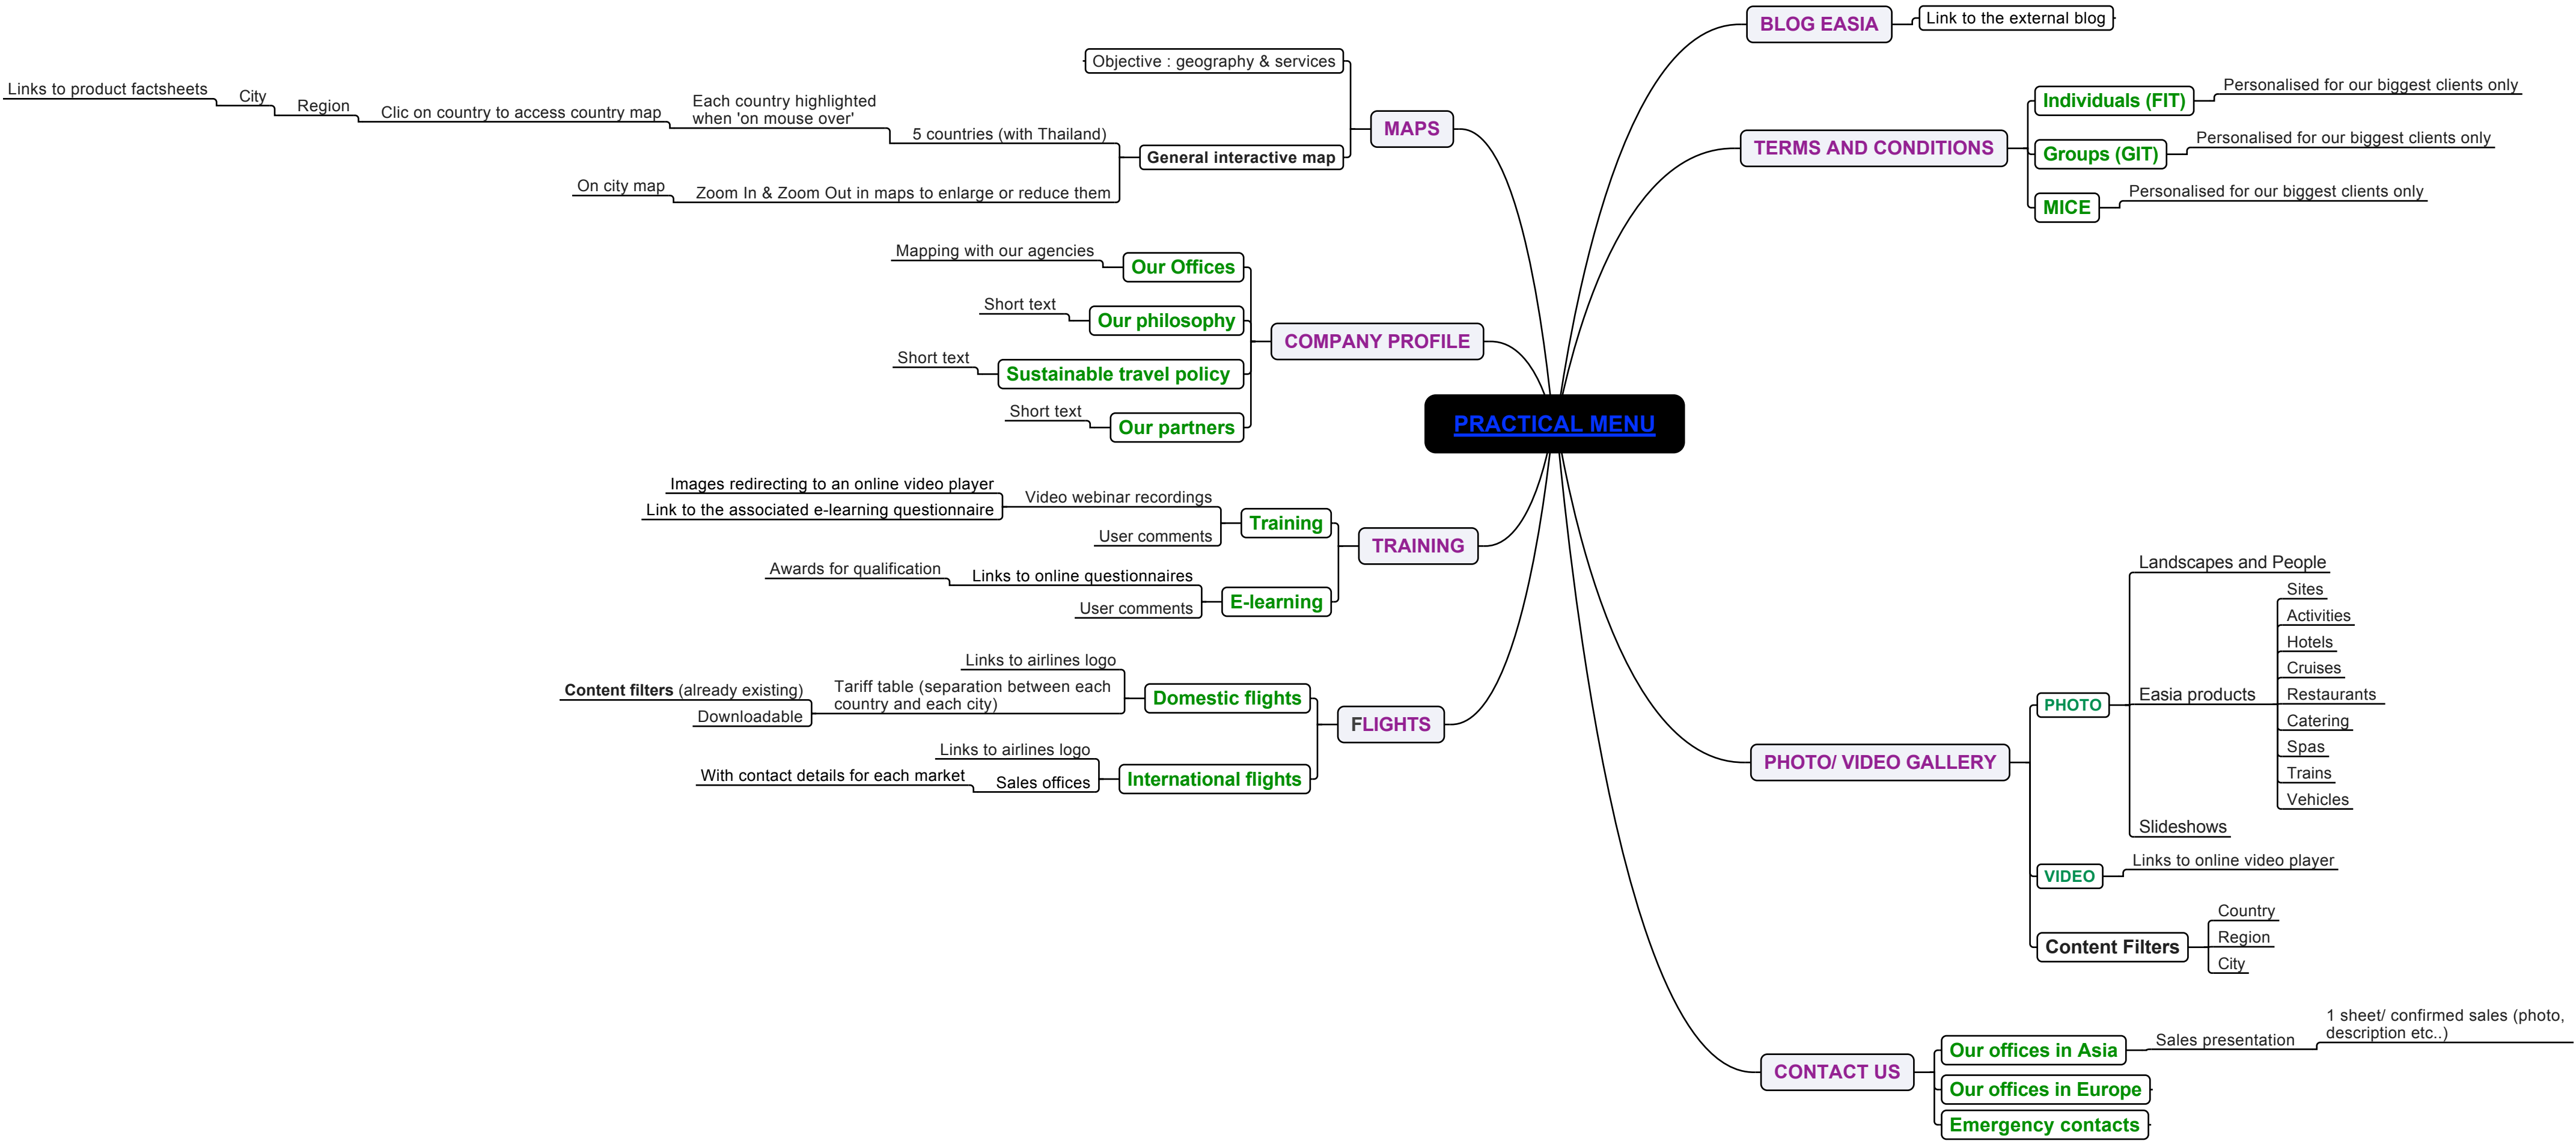 PRACTICAL MENU
BLOG EASIA
Link to the external blog
TERMS AND CONDITIONS
Individuals (FIT)
Personalised for our biggest clients only
Groups (GIT)
Personalised for our biggest clients only
MICE
Personalised for our biggest clients only
PHOTO/ VIDEO GALLERY
PHOTO
Landscapes and People
Easia products
Sites
Activities
Hotels
Cruises
Restaurants
Catering
Spas
Trains
Vehicles
Slideshows
VIDEO
Links to online video player
Content Filters
Country
Region
City
CONTACT US
Our offices in Asia
Sales presentation
1 sheet/ confirmed sales (photo,
description etc..)
Our offices in Europe
Emergency contacts
MAPS
Objective : geography & services
General interactive map
5 countries (with Thailand)
Each country highlighted
when 'on mouse over'
Clic on country to access country map
Region
City
Links to product factsheets
Zoom In & Zoom Out in maps to enlarge or reduce them
On city map
COMPANY PROFILE
Our Offices
Mapping with our agencies
Our philosophy
Short text
Sustainable travel policy
Short text
Our partners
Short text
TRAINING
Training
Video webinar recordings
Images redirecting to an online video player
Link to the associated e-learning questionnaire
User comments
E-learning
Links to online questionnaires
Awards for qualification
User comments
FLIGHTS
Domestic flights
Links to airlines logo
Tariff table (separation between each
country and each city)
Content filters (already existing)
Downloadable
International flights
Links to airlines logo
Sales offices
With contact details for each market